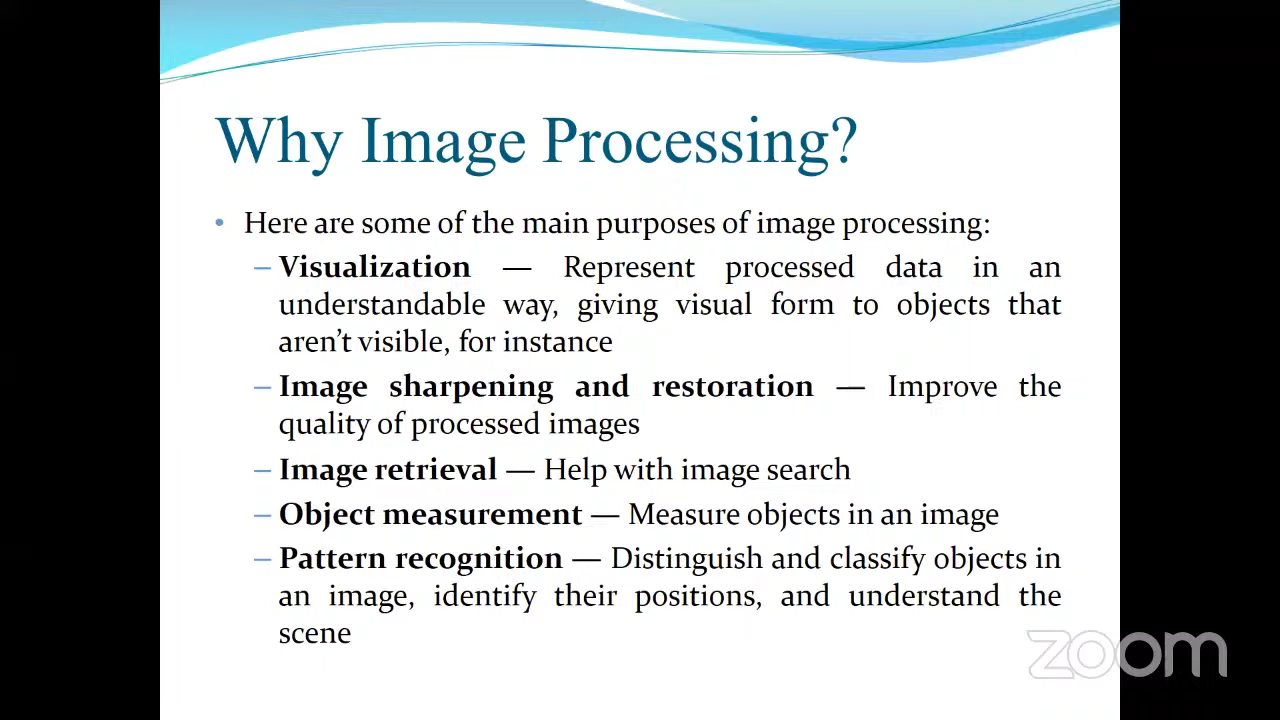 Why Image Processing?
• Here are some of the main purposes of image processing:
– Visualization — Represent processed data in an
understandable way, giving visual form to objects that
aren’t visible, for instance
– Image sharpening and restoration — Improve the
quality of processed images
– Image retrieval — Help with image search
– Object measurement — Measure objects in an image
– Pattern recognition — Distinguish and classify objects in
an image, identify their positions, and understand the
scene
zoom